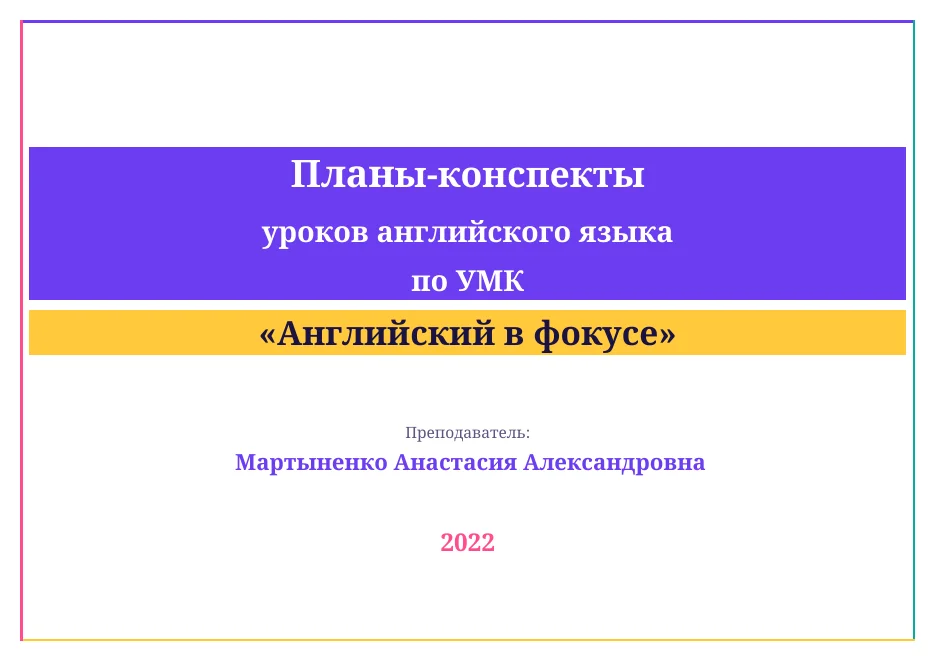 Планы-конспекты
уроков английского языка
по УМК
«Английский в фокусе»
Преподаватель:
Мартыненко Анастасия Александровна
2022